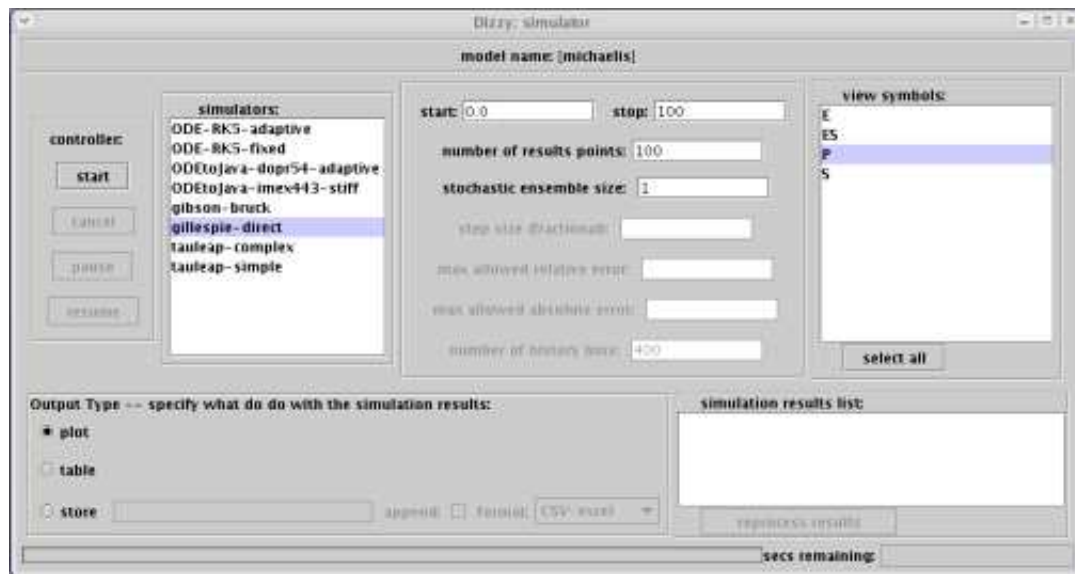 Dizzy: simulator
model name: [michaelis]
controller:
start
cancel
pause
resume
simulators:
ODE-RK5-adaptive
ODE-RK5-fixed
ODEtoJava-dopr54-adaptive
ODEtoJava-imex443-stiff
gibson-bruck
gillespie-direct
tauleap-complex
tauleap-simple
start: 0.0 stop: 100
number of results points: 100
stochastic ensemble size: 1
step size (fractional):
max allowed relative error:
max allowed absolute error:
number of history bins: 400
view symbols:
E
ES
P
S
select all
Output Type -- specify what do do with the simulation results:
plot
table
store append: format: CSV-excel
simulation results list:
reprocess results
secs remaining: